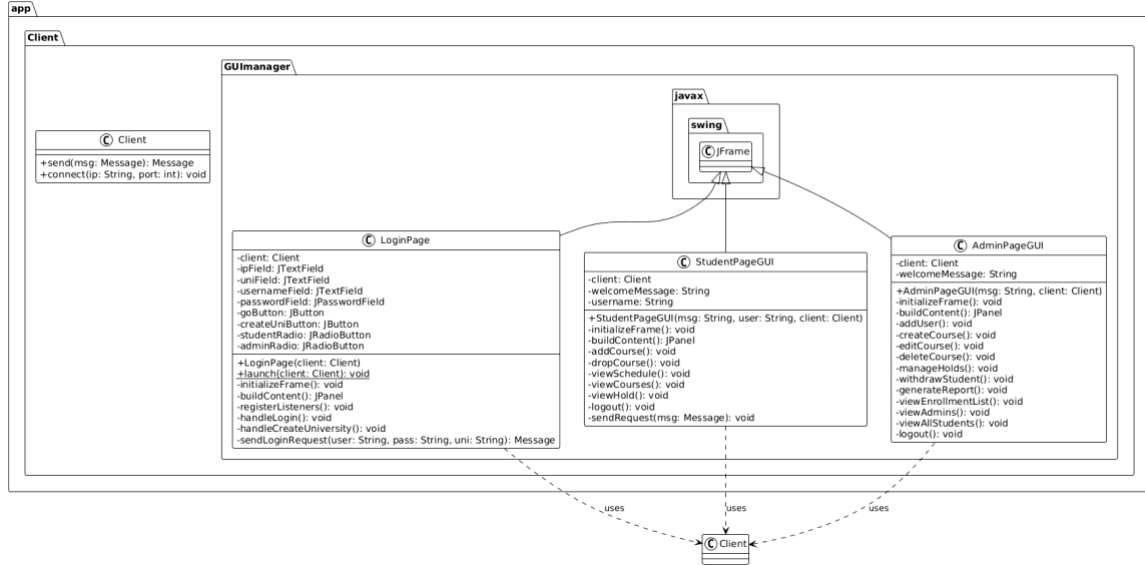 app
Client
GUImanager
javax
swing
C JFrame
C Client
+send(msg: Message): Message
+connect(ip: String, port: int): void
C LoginPage
-client: Client
-ipField: JTextField
-uniField: JTextField
-usernameField: JTextField
-passwordField: JPasswordField
-goButton: JButton
-createUniButton: JButton
-studentRadio: JRadioButton
-adminRadio: JRadioButton
+LoginPage(client: Client)
+launch(client: Client): void
-initializeFrame(): void
-buildContent(): JPanel
-registerListeners(): void
-handleLogin(): void
-handleCreateUniversity(): void
-sendLoginRequest(user: String, pass: String, uni: String): Message
C StudentPageGUI
-client: Client
-welcomeMessage: String
-username: String
+StudentPageGUI(msg: String, user: String, client: Client)
-initializeFrame(): void
-buildContent(): JPanel
-addCourse(): void
-dropCourse(): void
-viewSchedule(): void
-viewCourses(): void
-viewHold(): void
-logout(): void
-sendRequest(msg: Message): void
C AdminPageGUI
-client: Client
-welcomeMessage: String
+AdminPageGUI(msg: String, client: Client)
-initializeFrame(): void
-buildContent(): JPanel
-addUser(): void
-createCourse(): void
-editCourse(): void
-deleteCourse(): void
-manageHolds(): void
-withdrawStudent(): void
-generateReport(): void
-viewEnrollmentList(): void
-viewAdmins(): void
-viewAllStudents(): void
-logout(): void
uses
uses
uses
C Client